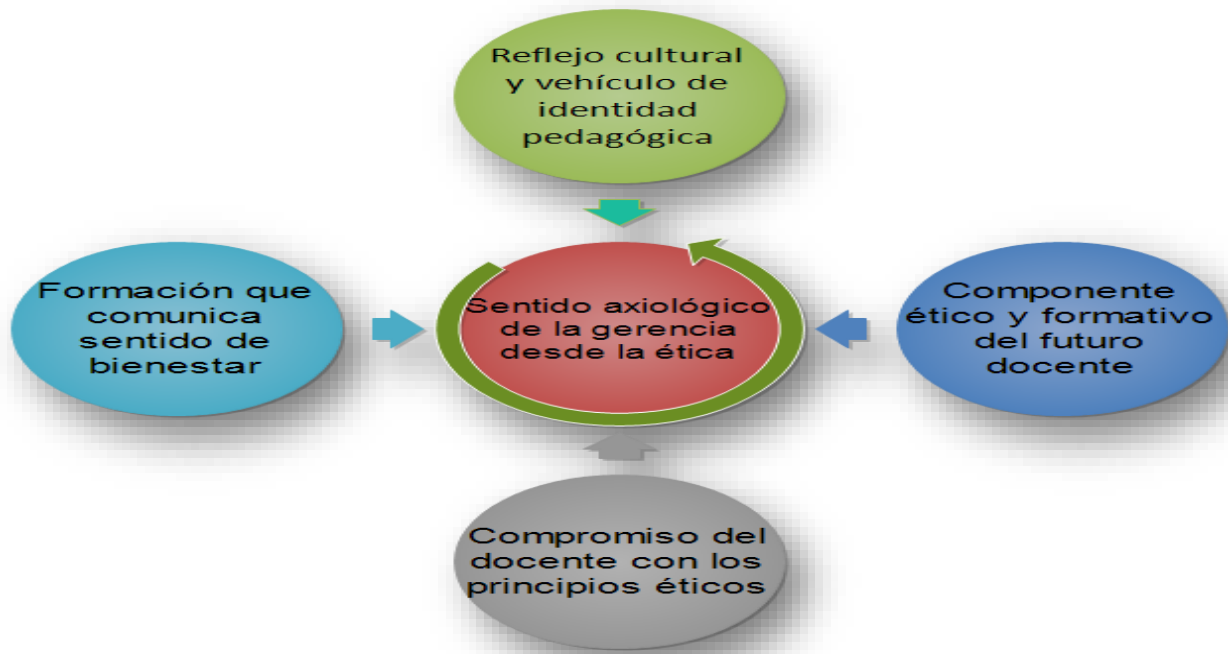 Reflejo cultural
y vehículo de
identidad
pedagógica
Formación que
comunica
sentido de
bienestar
Sentido axiológico
de la gerencia
desde la ética
Componente
ético y formativo
del futuro
docente
Compromiso del
docente con los
principios éticos